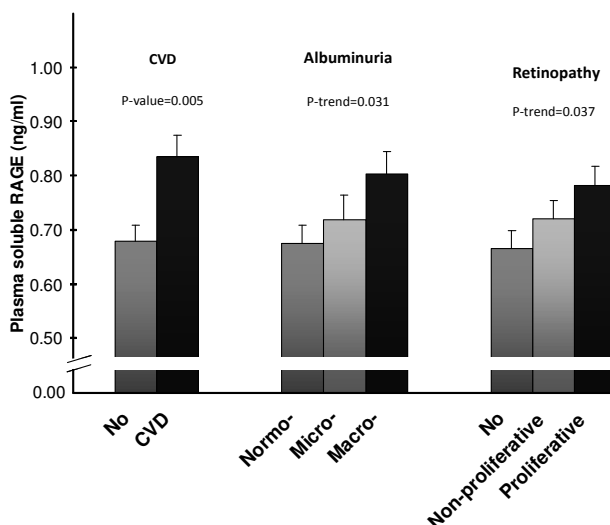 Plasma soluble RAGE (ng/ml)
1.00
0.90
0.80
0.70
0.60
0.50
0.00
CVD
P-value=0.005
Albuminuria
P-trend=0.031
Retinopathy
P-trend=0.037
No
CVD
Normo-
Micro-
Macro-
No
Non-proliferative
Proliferative